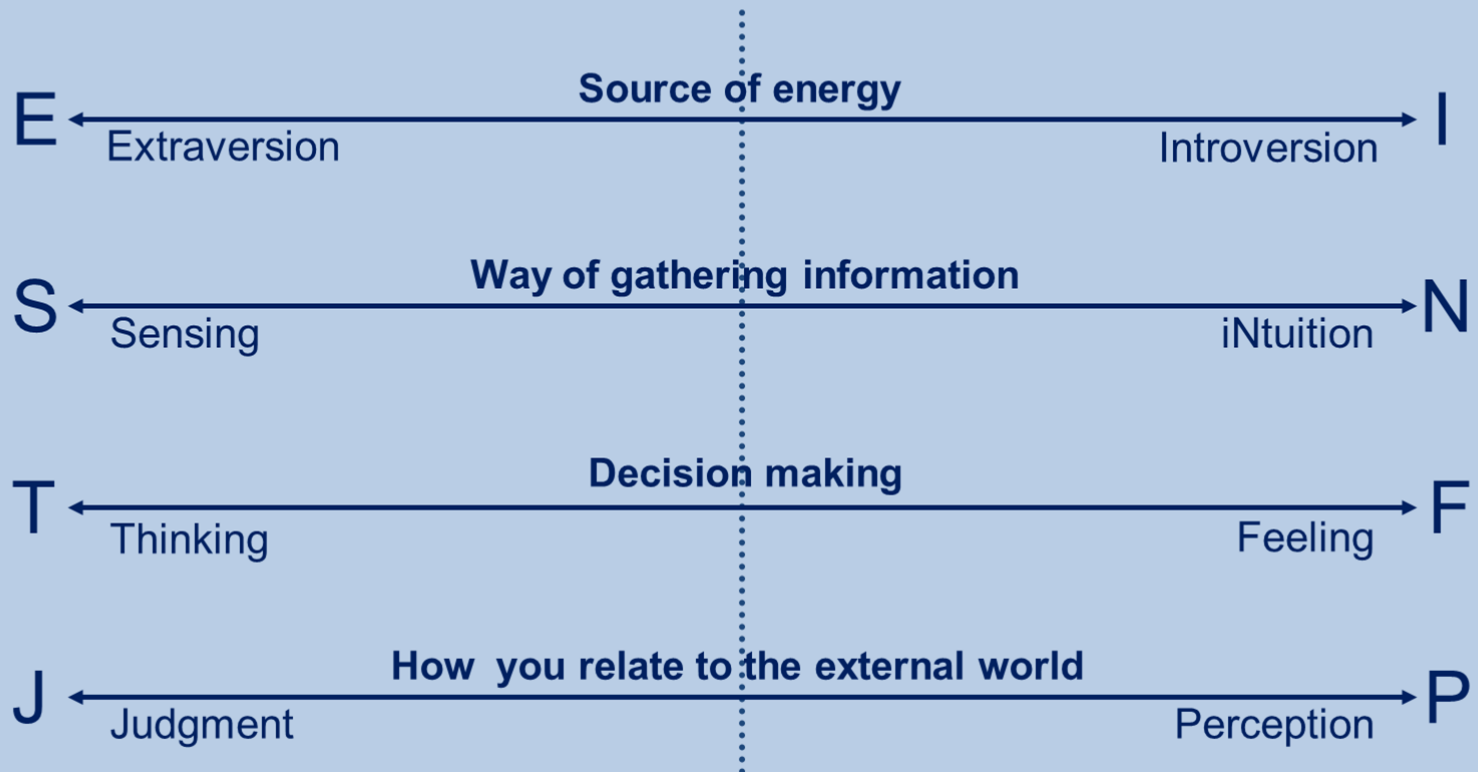 Source of energy
E I
Extraversion Introversion
Way of gathering information
S N
Sensing iNtuition
Decision making
T F
Thinking Feeling
How  you relate to the external world
J P
Judgment Perception